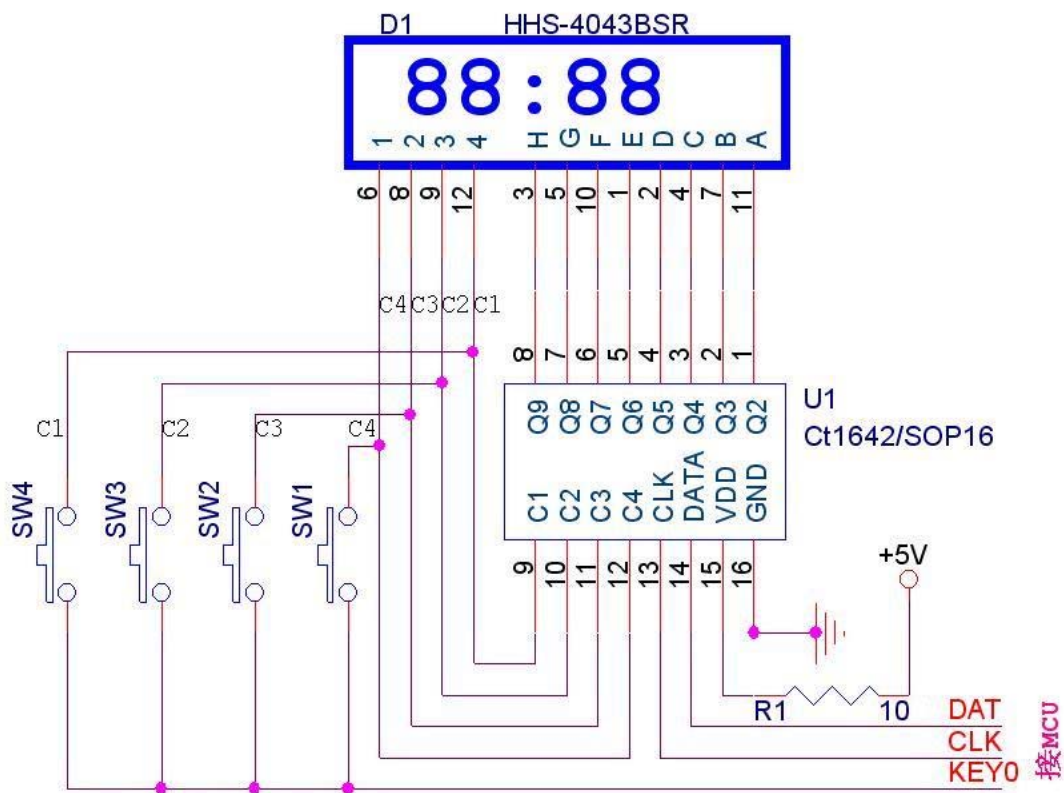 D1 HHS-4043BSR
88:88
1 2 3 4 H G F E D C B A
6 8 9 12 3 5 10 1 2 4 7 11
C4 C3 C2 C1
8 7 6 5 4 3 2 1
Q9 Q8 Q7 Q6 Q5 Q4 Q3 Q2
U1
Ct1642/SOP16
C1 C2 C3 C4
C1 C2 C3 C4 CLK DATA VDD GND
SW4 SW3 SW2 SW1
9 10 11 12 13 14 15 16
+5V
R1 10
DAT
CLK
KEY0
接MCU